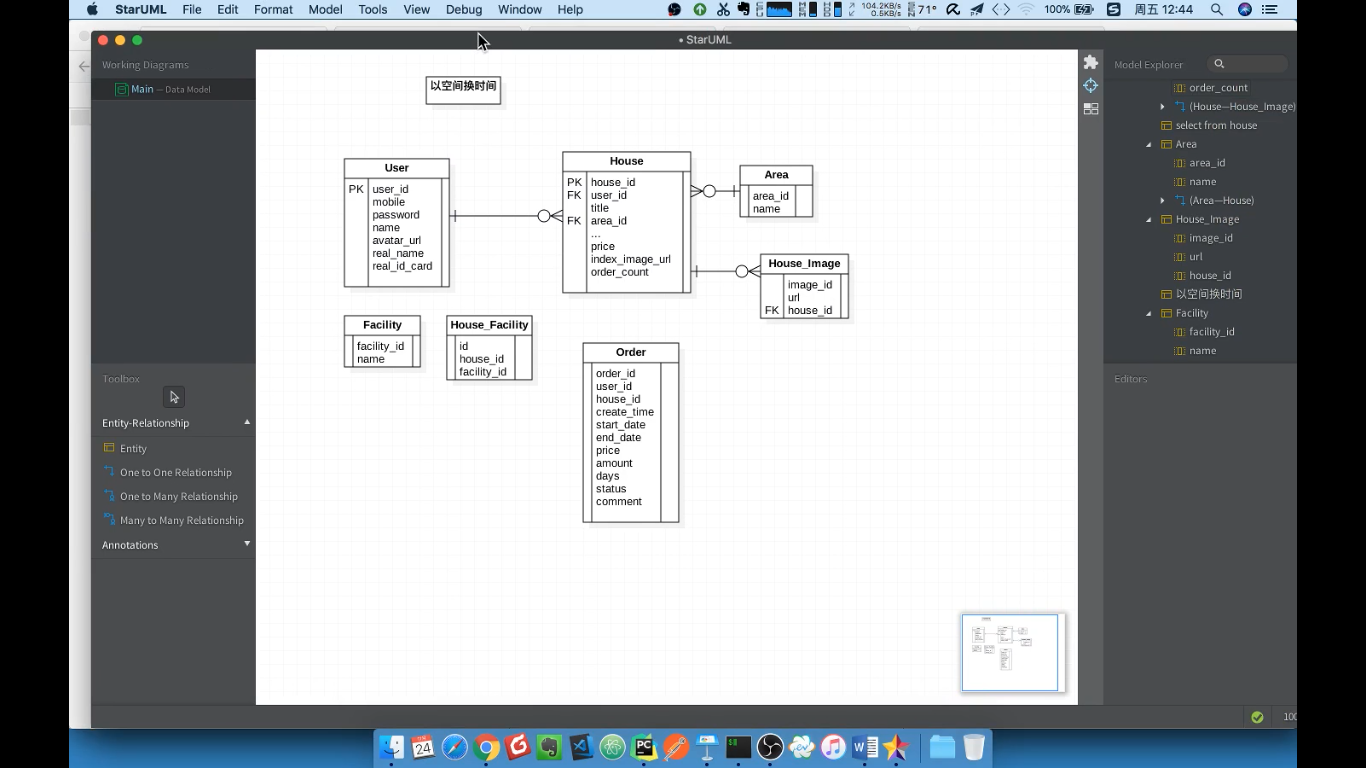 StarUML File Edit Format Model Tools View Debug Window Help 104.2KB/s 0.5KB/s 71° 100% 周五 12:44
• StarUML
Working Diagrams
Main — Data Model
以空间换时间
User
PK user_id
mobile
password
name
avatar_url
real_name
real_id_card
House
PK house_id
FK user_id
title
FK area_id
...
price
index_image_url
order_count
Area
area_id
name
House_Image
image_id
url
FK house_id
Facility
facility_id
name
House_Facility
id
house_id
facility_id
Order
order_id
user_id
house_id
create_time
start_date
end_date
price
amount
days
status
comment
Toolbox
Entity-Relationship
Entity
One to One Relationship
One to Many Relationship
Many to Many Relationship
Annotations
Model Explorer
order_count
(House—House_Image)
select from house
Area
area_id
name
(Area—House)
House_Image
image_id
url
house_id
以空间换时间
Facility
facility_id
name
Editors
100
24
PC